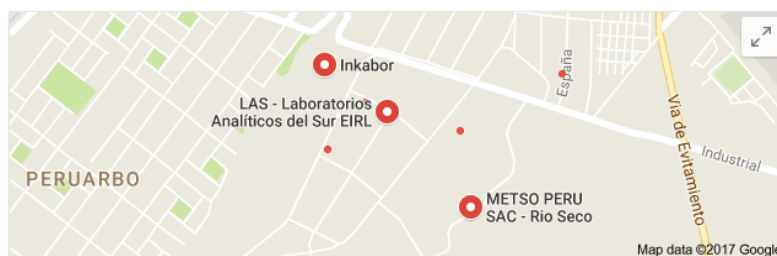 Inkabor
LAS - Laboratorios
Analíticos del Sur EIRL
España
Via de Evitamiento
Industrial
PERUARBO
METSO PERU
SAC - Rio Seco
Map data ©2017 Google